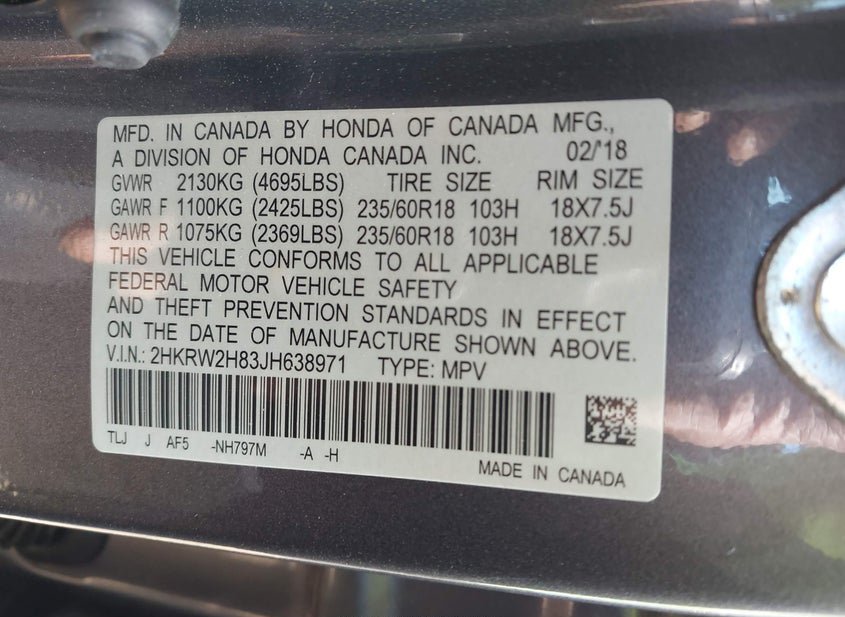 MFD. IN CANADA BY HONDA OF CANADA MFG.,
A DIVISION OF HONDA CANADA INC. 02/'18
GVWR 2130KG (4695LBS) TIRE SIZE RIM SIZE
GAWR F 1100KG (2425LBS) 235/60R18 103H 18X7.5J
GAWR R 1075KG (2369LBS) 235/60R18 103H 18X7.5J
THIS VEHICLE CONFORMS TO ALL APPLICABLE
FEDERAL MOTOR VEHICLE SAFETY
AND THEFT PREVENTION STANDARDS IN EFFECT
ON THE DATE OF MANUFACTURE SHOWN ABOVE.
V.I.N.: 2HKRW2H83JH638971 TYPE: MPV
TLJ J AF5 -NH797M -A -H
MADE IN CANADA